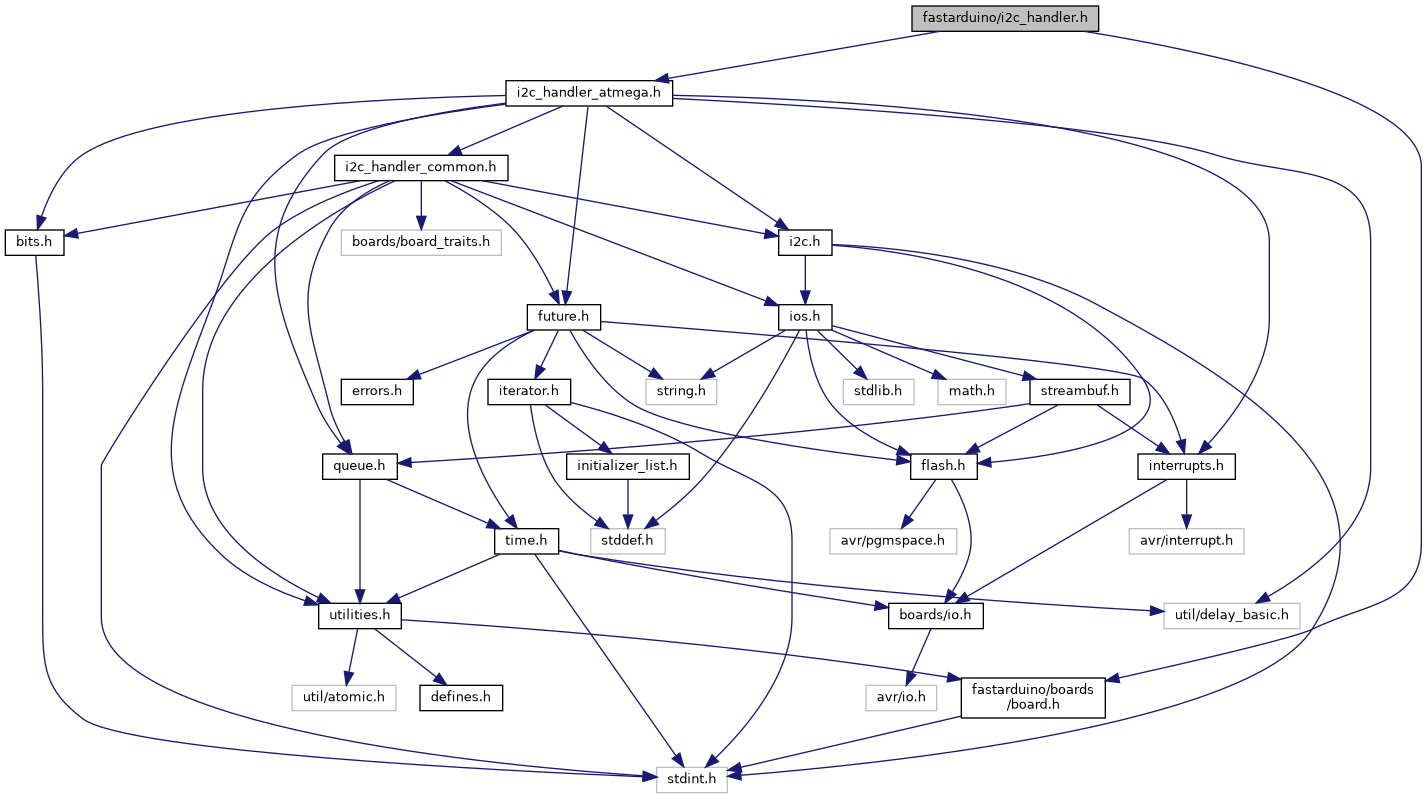 fastarduino/i2c_handler.h
i2c_handler_atmega.h
i2c_handler_common.h
bits.h
boards/board_traits.h
i2c.h
future.h
ios.h
errors.h
iterator.h
string.h
stdlib.h
math.h
streambuf.h
queue.h
initializer_list.h
flash.h
interrupts.h
time.h
stddef.h
avr/pgmspace.h
avr/interrupt.h
utilities.h
boards/io.h
util/delay_basic.h
util/atomic.h
defines.h
avr/io.h
fastarduino/boards
/board.h
stdint.h